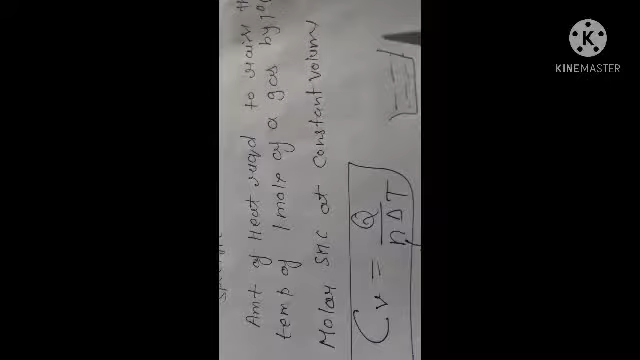 Amt of Heat reqd to raise
temp of 1 mole of a gas by 1°
Molar SHC at Constant volume
Cv = Q / nΔT
KINEMASTER